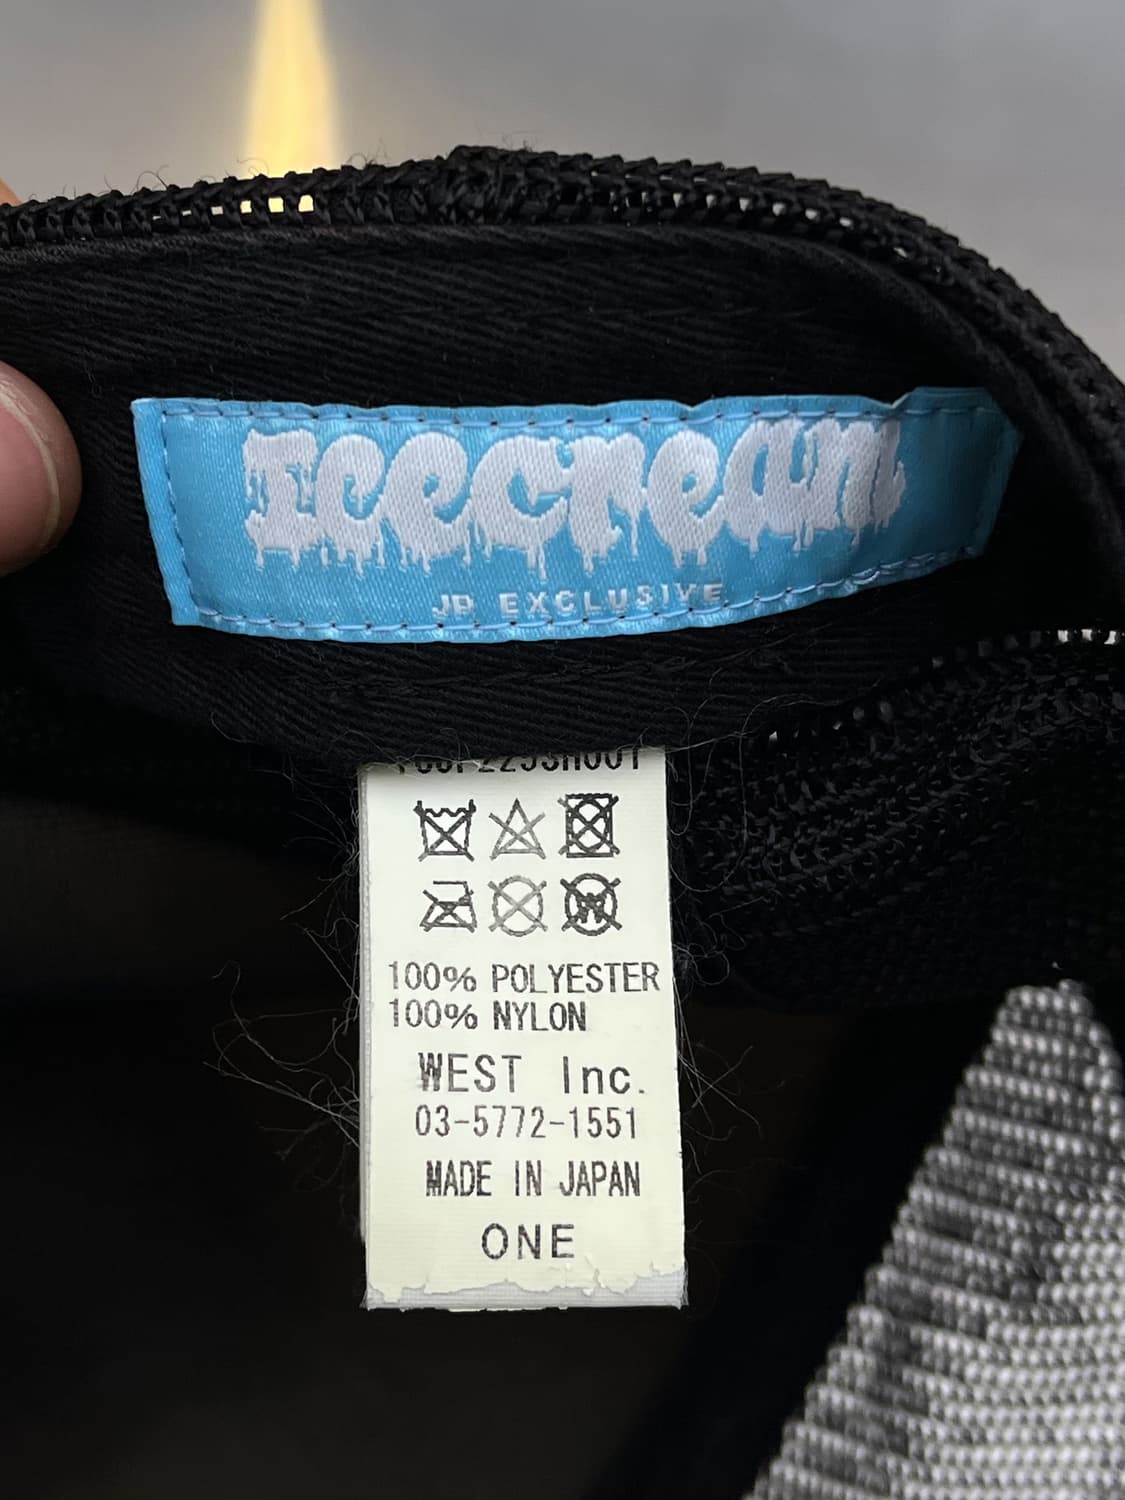 Icecream
JP EXCLUSIVE
100% POLYESTER
100% NYLON
WEST Inc.
03-5772-1551
MADE IN JAPAN
ONE